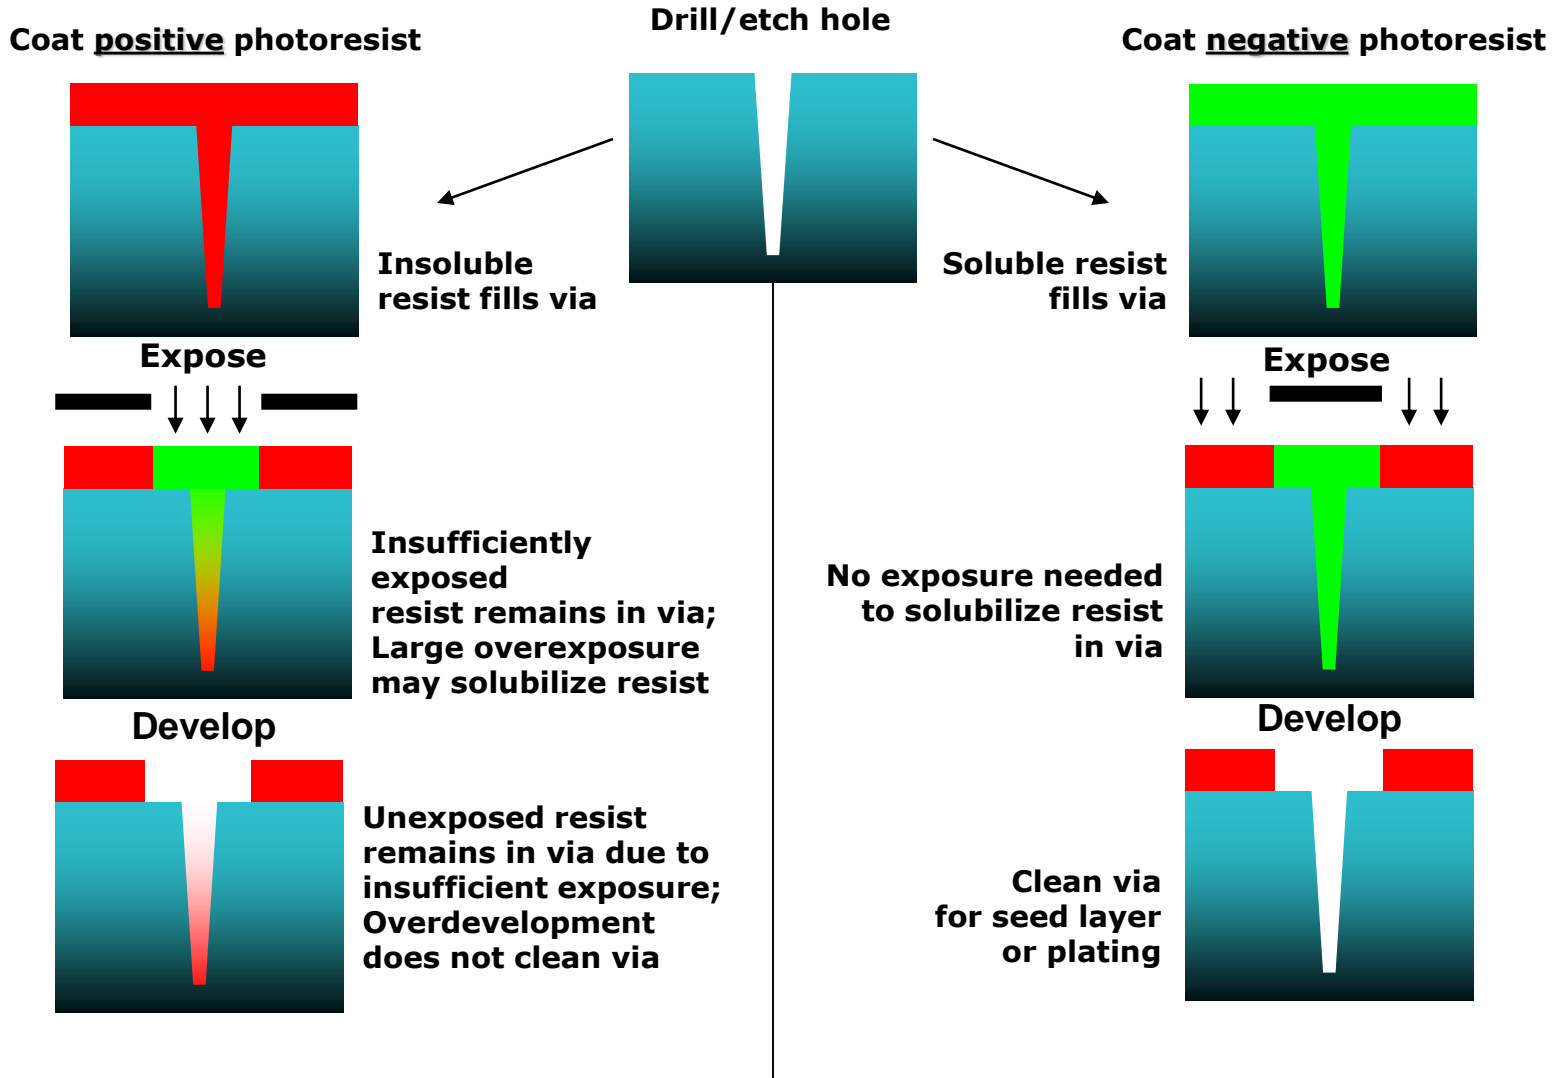 Drill/etch hole
Coat positive photoresist
Insoluble
resist fills via
Expose
Insufficiently
exposed
resist remains in via;
Large overexposure
may solubilize resist
Develop
Unexposed resist
remains in via due to
insufficient exposure;
Overdevelopment
does not clean via
Coat negative photoresist
Soluble resist
fills via
Expose
No exposure needed
to solubilize resist
in via
Develop
Clean via
for seed layer
or plating